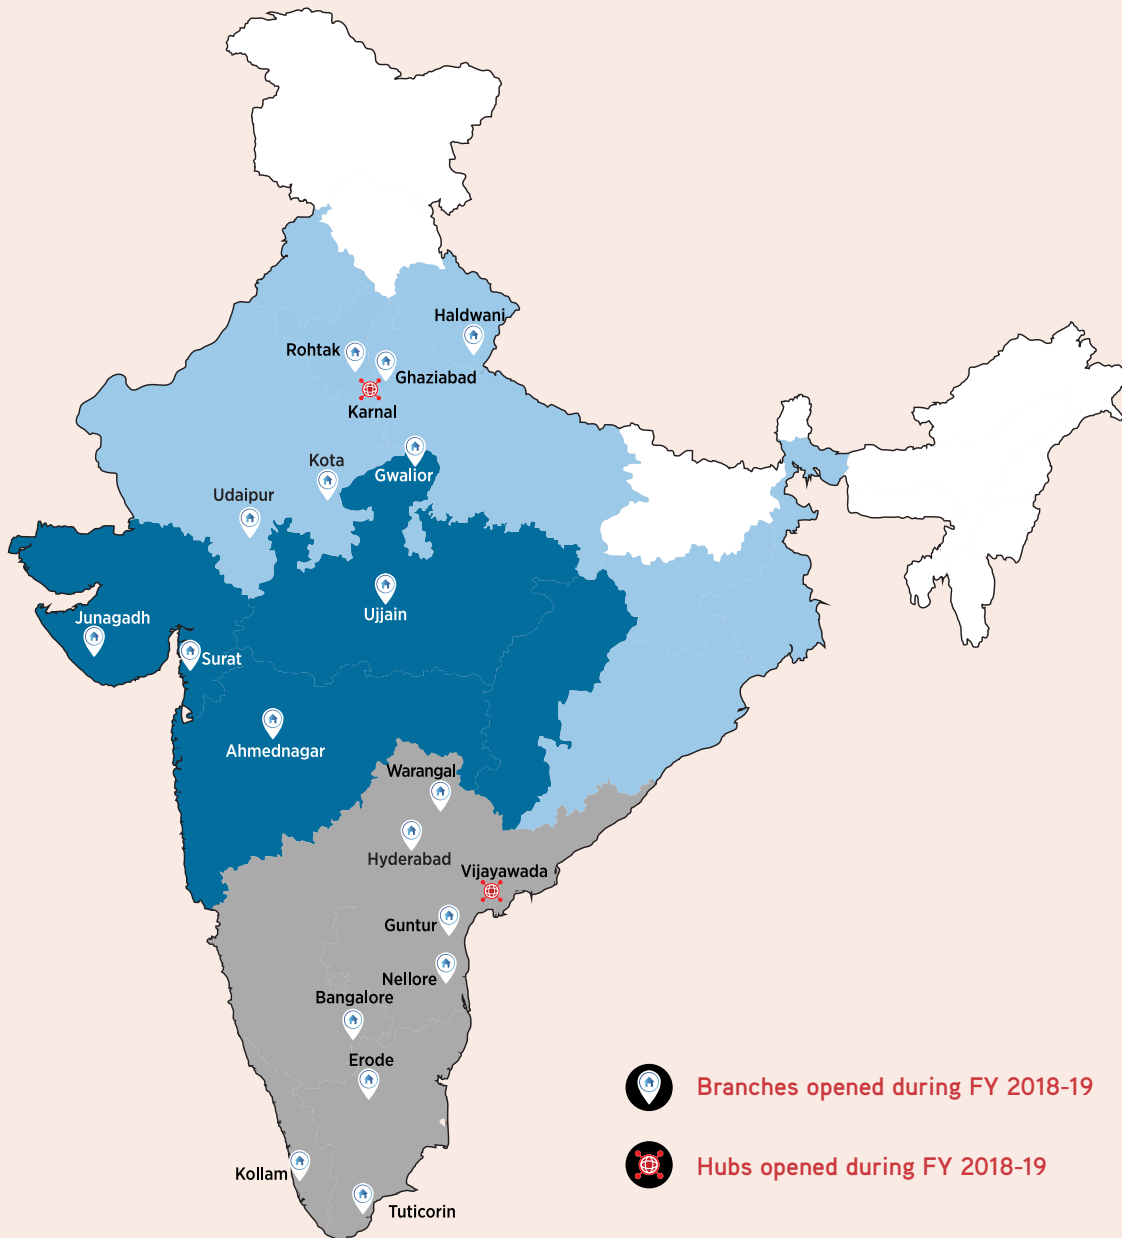 Haldwani
Rohtak
Ghaziabad
Karnal
Kota
Gwalior
Udaipur
Ujjain
Junagadh
Surat
Ahmednagar
Warangal
Hyderabad
Vijayawada
Guntur
Nellore
Bangalore
Erode
Branches opened during FY 2018-19
Hubs opened during FY 2018-19
Kollam
Tuticorin